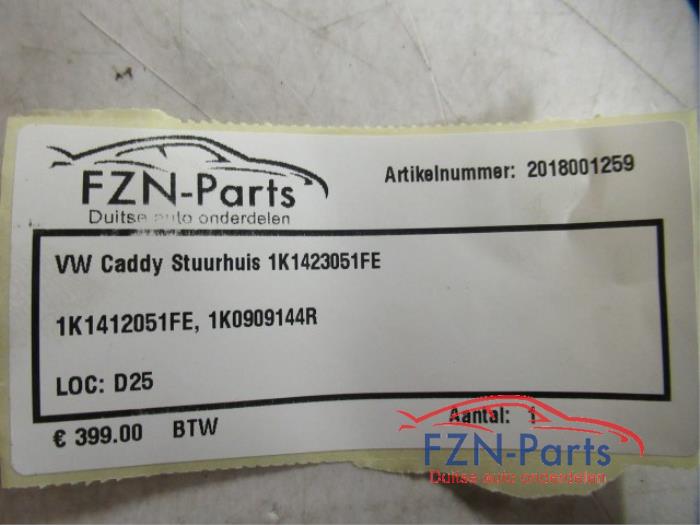 FZN-Parts
Duitse auto onderdelen
Artikelnummer: 2018001259
VW Caddy Stuurhuis 1K1423051FE
1K1412051FE, 1K0909144R
LOC: D25
€ 399.00 BTW
Aantal: 1
FZN-Parts
Duitse auto onderdelen